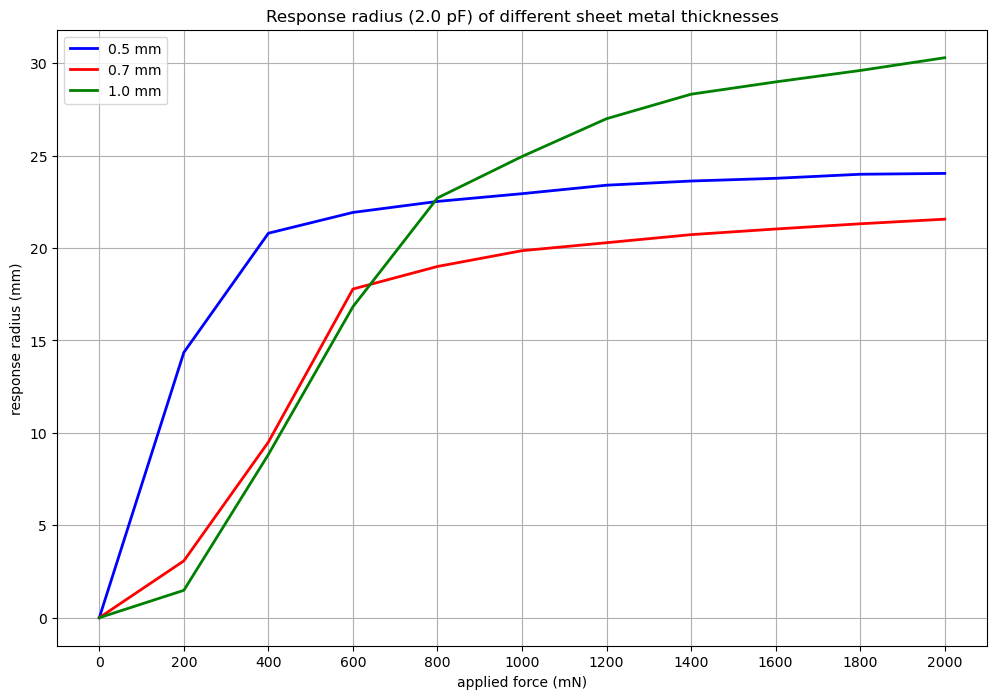 Response radius (2.0 pF) of different sheet metal thicknesses
0.5 mm
0.7 mm
1.0 mm
30
25
20
15
10
5
0
response radius (mm)
0 200 400 600 800 1000 1200 1400 1600 1800 2000
applied force (mN)